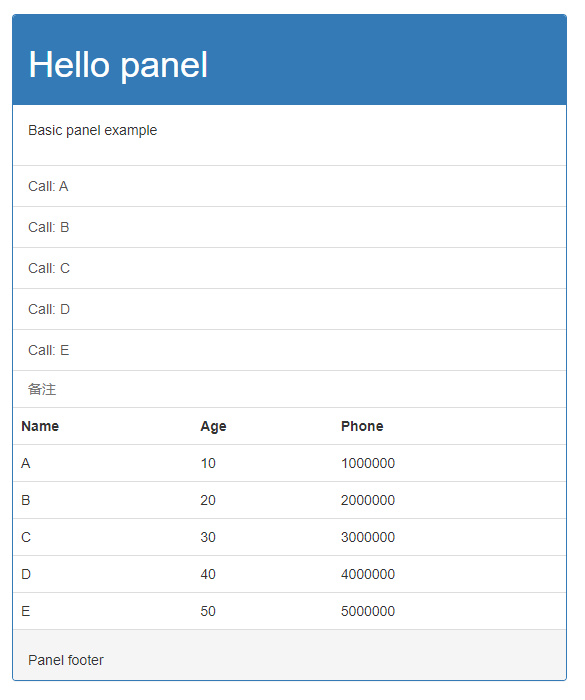 Hello panel
Basic panel example
Call: A
Call: B
Call: C
Call: D
Call: E
备注
Name Age Phone
A 10 1000000
B 20 2000000
C 30 3000000
D 40 4000000
E 50 5000000
Panel footer